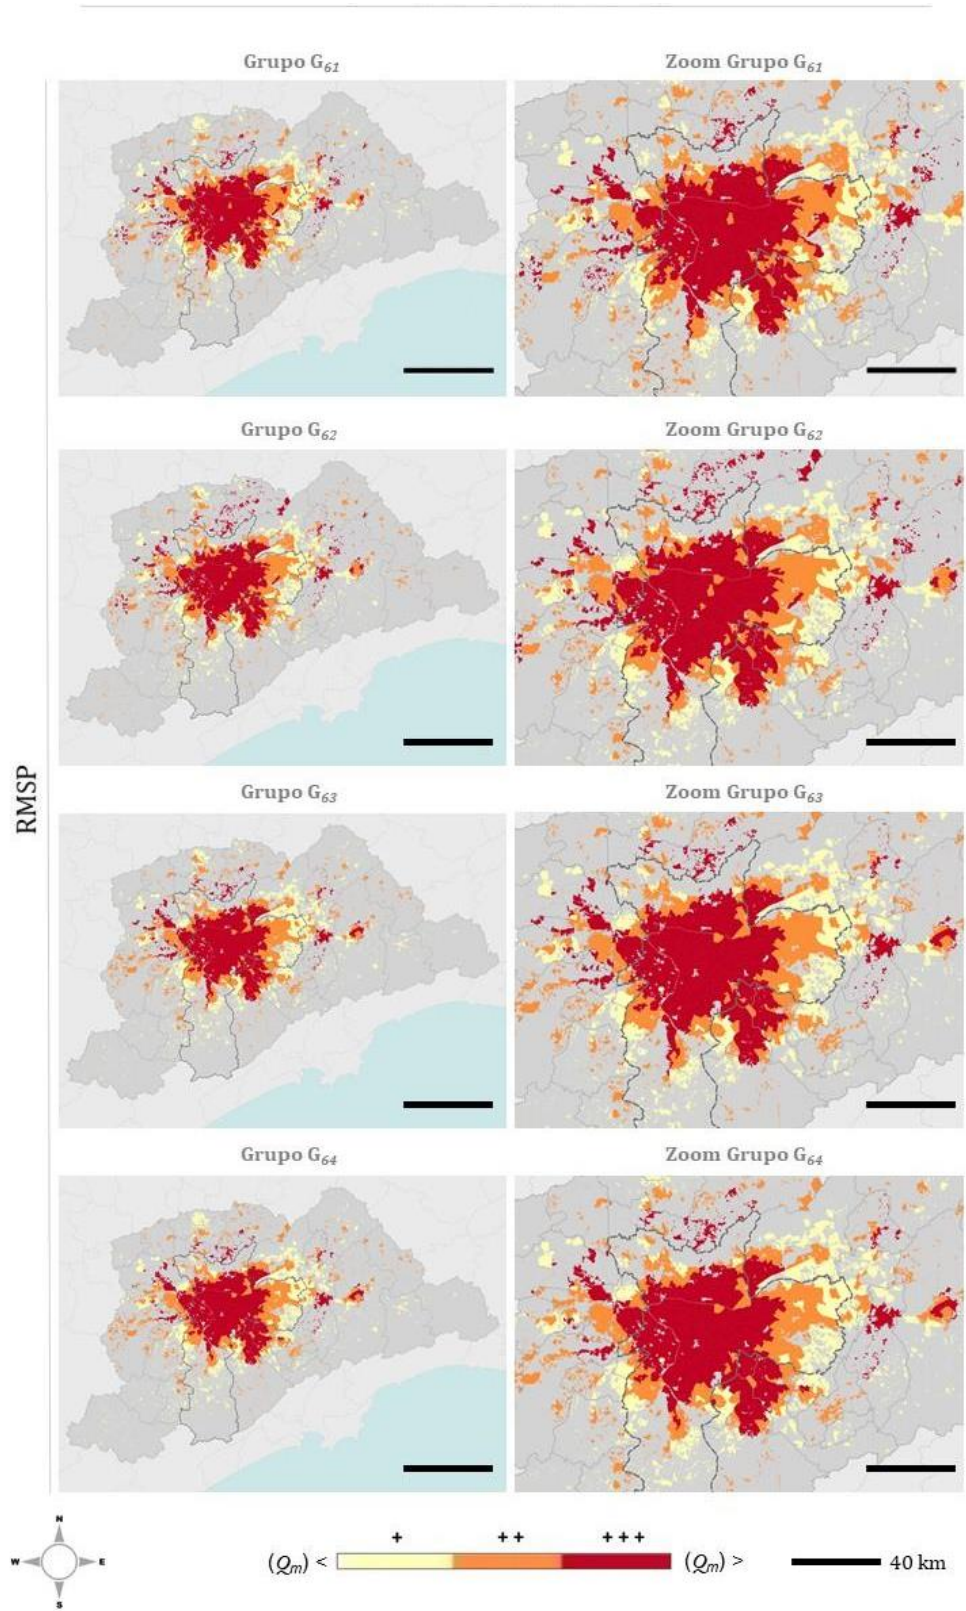 Grupo G61 Zoom Grupo G61
Grupo G62 Zoom Grupo G62
RMSP
Grupo G63 Zoom Grupo G63
Grupo G64 Zoom Grupo G64
N
W E
S
+ ++ +++
(Qm) < (Qm) > 40 km